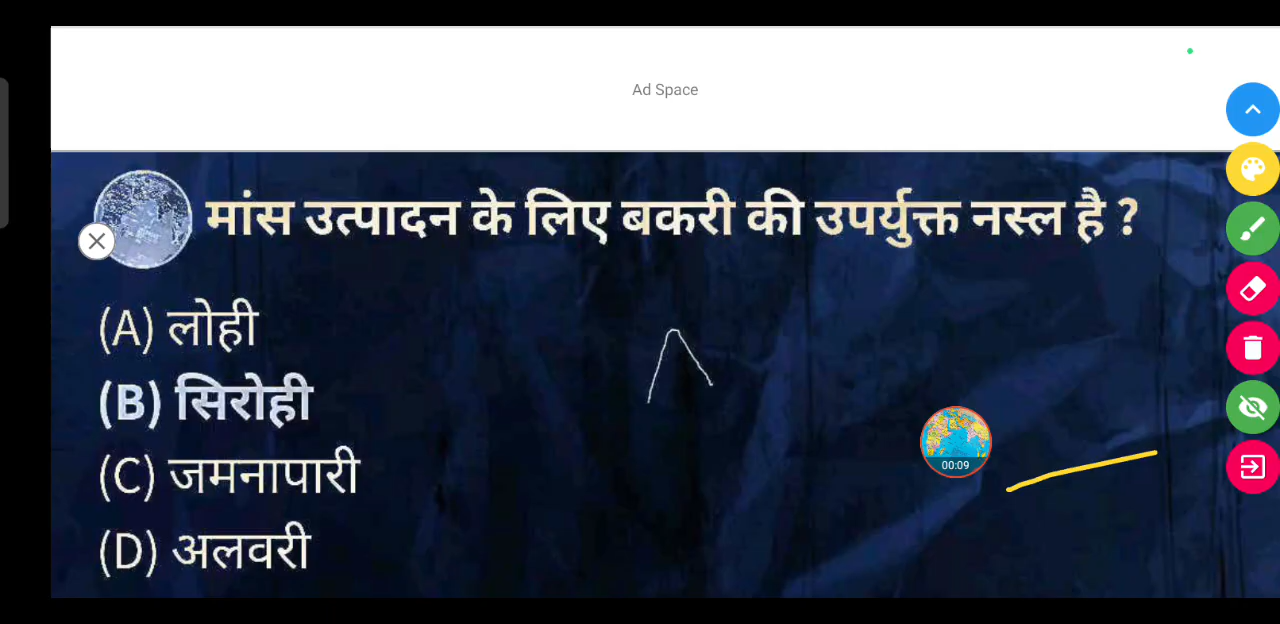 Ad Space
मांस उत्पादन के लिए बकरी की उपर्युक्त नस्ल है ?
(A) लोही
(B) सिरोही
(C) जमनापारी
(D) अलवरी
00:09